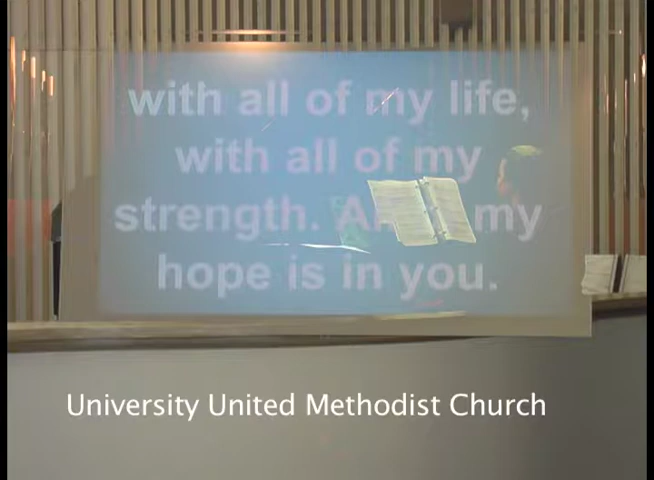 with all of my life,
with all of my
strength. my
hope is in you.
University United Methodist Church